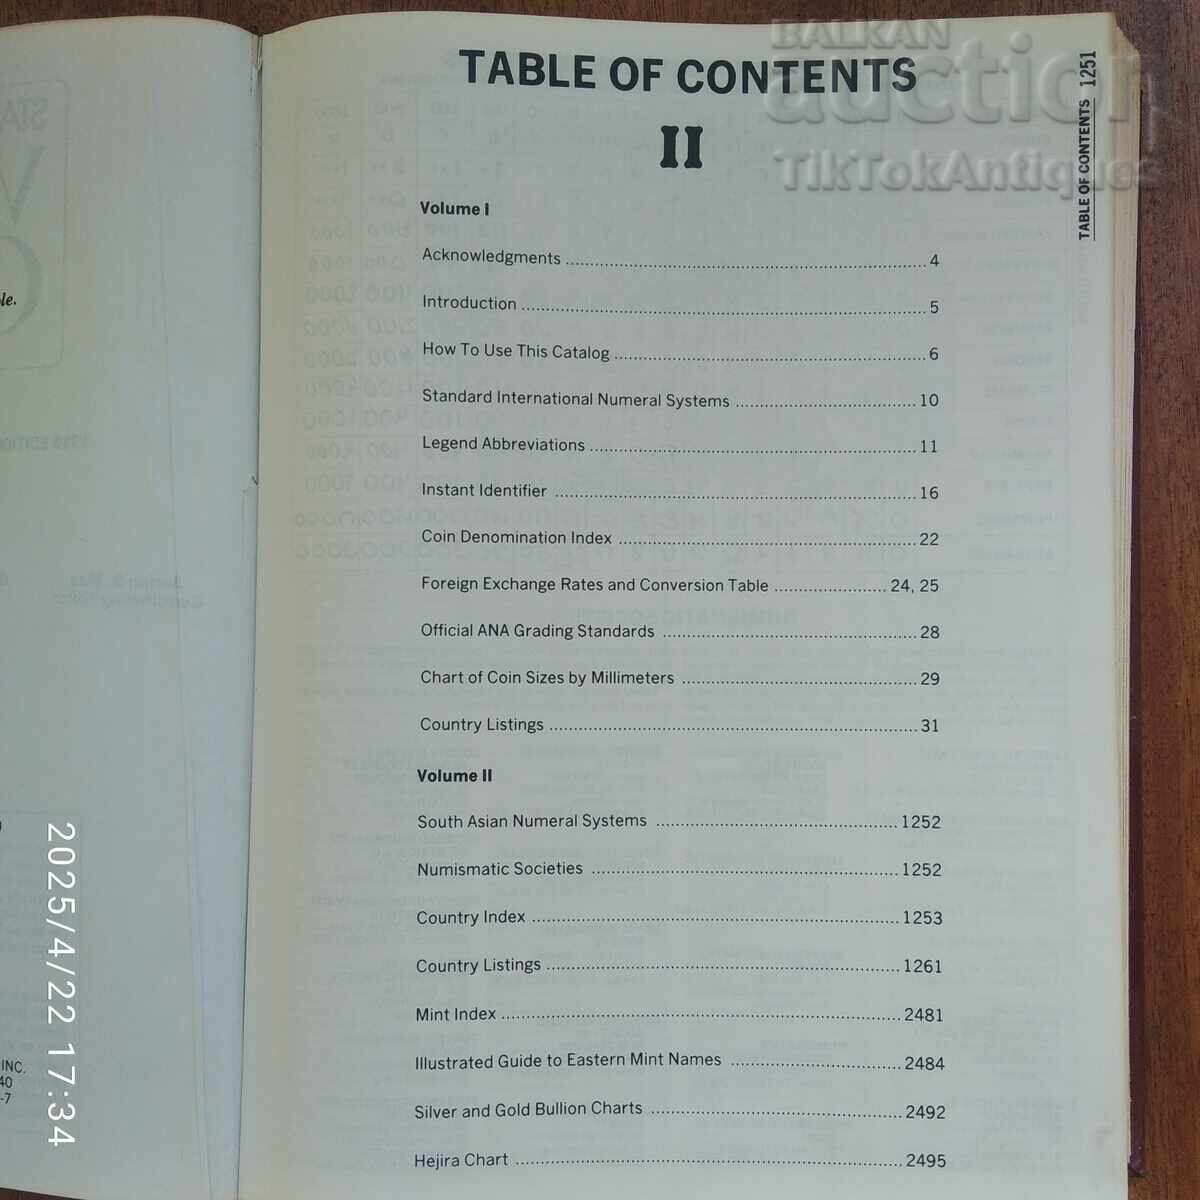 TABLE OF CONTENTS
II
BALKAN
auction
TikTokAntiques
TABLE OF CONTENTS 1251
Volume I
Acknowledgments 4
Introduction 5
How To Use This Catalog 6
Standard International Numeral Systems 10
Legend Abbreviations 11
Instant Identifier 16
Coin Denomination Index 22
Foreign Exchange Rates and Conversion Table 24, 25
Official ANA Grading Standards 28
Chart of Coin Sizes by Millimeters 29
Country Listings 31
Volume II
South Asian Numeral Systems 1252
Numismatic Societies 1252
Country Index 1253
Country Listings 1261
Mint Index 2481
Illustrated Guide to Eastern Mint Names 2484
Silver and Gold Bullion Charts 2492
Hejira Chart 2495
le.
INC.
40
-7
2025/4/22 17:34